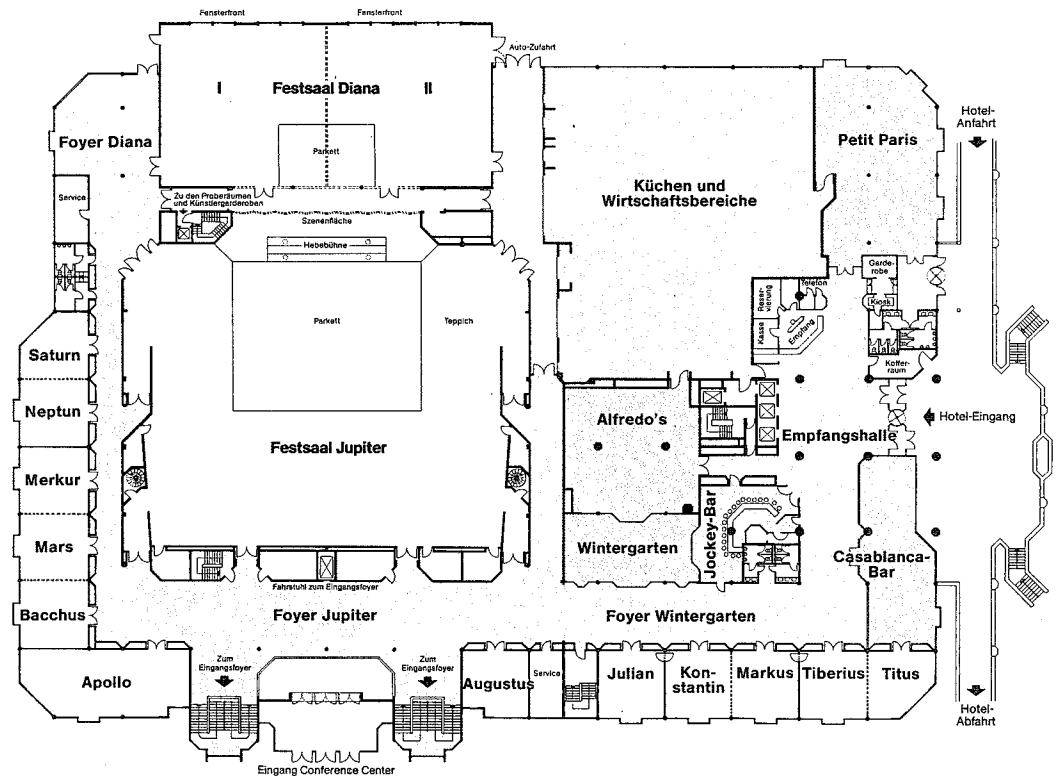 Fensterfront
Fensterfront
Auto-Zufahrt
I
Festsaal Diana
II
Foyer Diana
Parkett
Petit Paris
Hotel-
Anfahrt
Küchen und
Wirtschaftsbereiche
Service
Zu den Proberäumen
und Künstlergarderoben
Szenenfläche
Hebebühne
Garde-
robe
Telefon
Reser-
vierung
Kiosk
Empfang
Kasse
Parkett
Teppich
Saturn
Koffer-
raum
Neptun
Alfredo's
Hotel-Eingang
Empfangshalle
Festsaal Jupiter
Merkur
Jockey-Bar
Mars
Wintergarten
Casablanca-
Bar
Fahrstuhl zum Eingangsfoyer
Bacchus
Foyer Jupiter
Foyer Wintergarten
Zum
Eingangsfoyer
Zum
Eingangsfoyer
Apollo
Augustus
Service
Julian
Kon-
stantin
Markus
Tiberius
Titus
Hotel-
Abfahrt
Eingang Conference Center